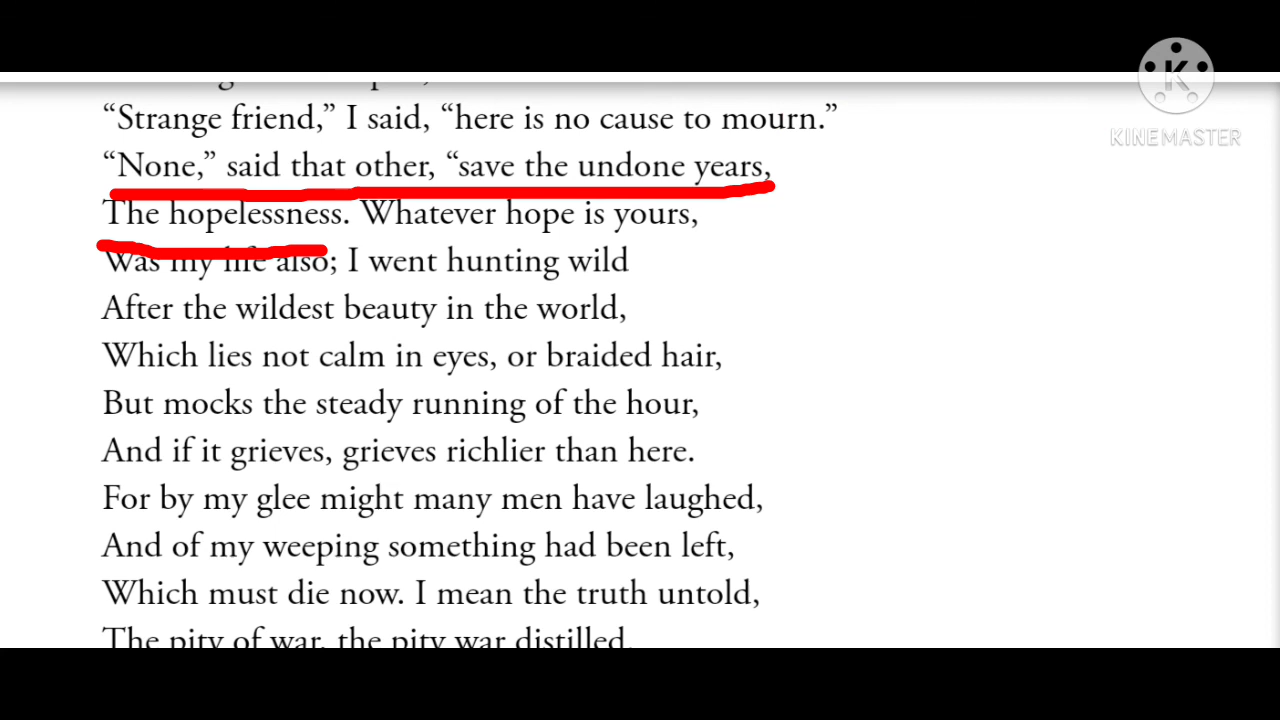 “Strange friend,” I said, “here is no cause to mourn.”
“None,” said that other, “save the undone years,
The hopelessness. Whatever hope is yours,
Was my life also; I went hunting wild
After the wildest beauty in the world,
Which lies not calm in eyes, or braided hair,
But mocks the steady running of the hour,
And if it grieves, grieves richlier than here.
For by my glee might many men have laughed,
And of my weeping something had been left,
Which must die now. I mean the truth untold,
The pity of war, the pity war distilled.
K
KINEMASTER